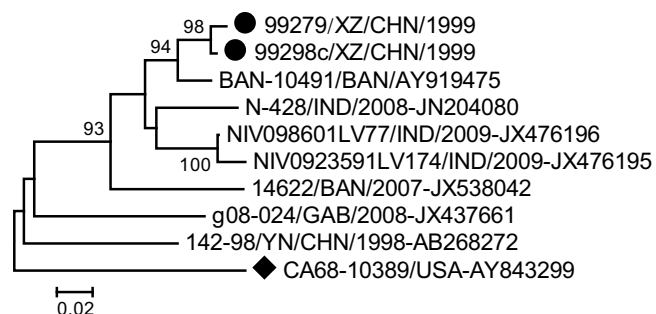 98
99279/XZ/CHN/1999
94
99298c/XZ/CHN/1999
BAN-10491/BAN/AY919475
N-428/IND/2008-JN204080
93
NIV098601LV77/IND/2009-JX476196
100
NIV0923591LV174/IND/2009-JX476195
14622/BAN/2007-JX538042
g08-024/GAB/2008-JX437661
142-98/YN/CHN/1998-AB268272
CA68-10389/USA-AY843299
0.02